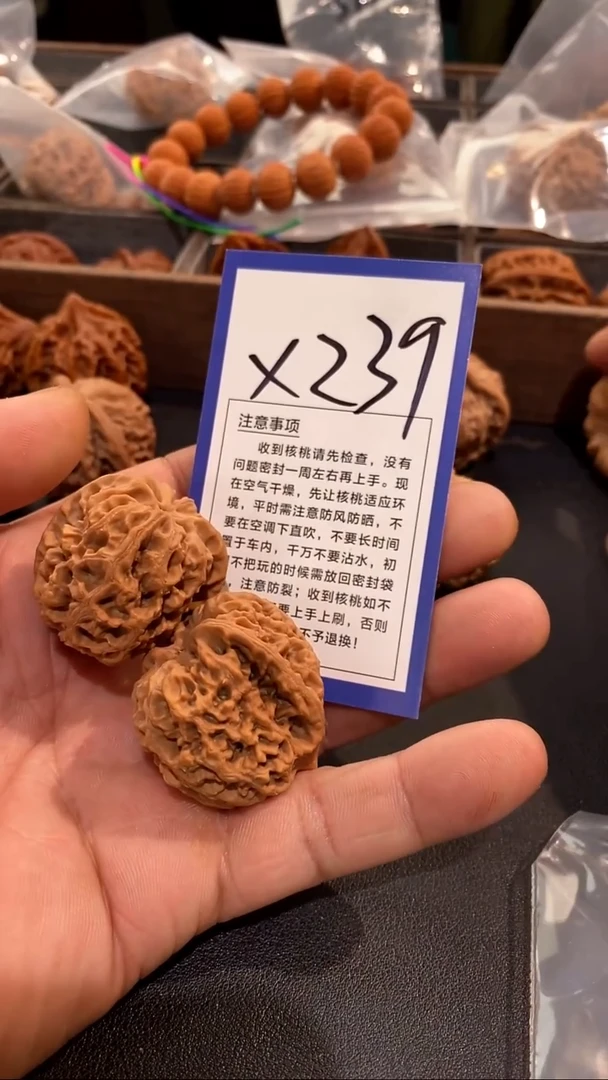 x239
注意事项
收到核桃请先检查，没有
问题密封一周左右再上手。现
在空气干燥，先让核桃适应环
境，平时需注意防风防晒，不
要在空调下直吹，不要长时间
置于车内，千万不要沾水，初
不把玩的时候需放回密封袋
，注意防裂；收到核桃如不
要上手上刷，否则
不予退换！